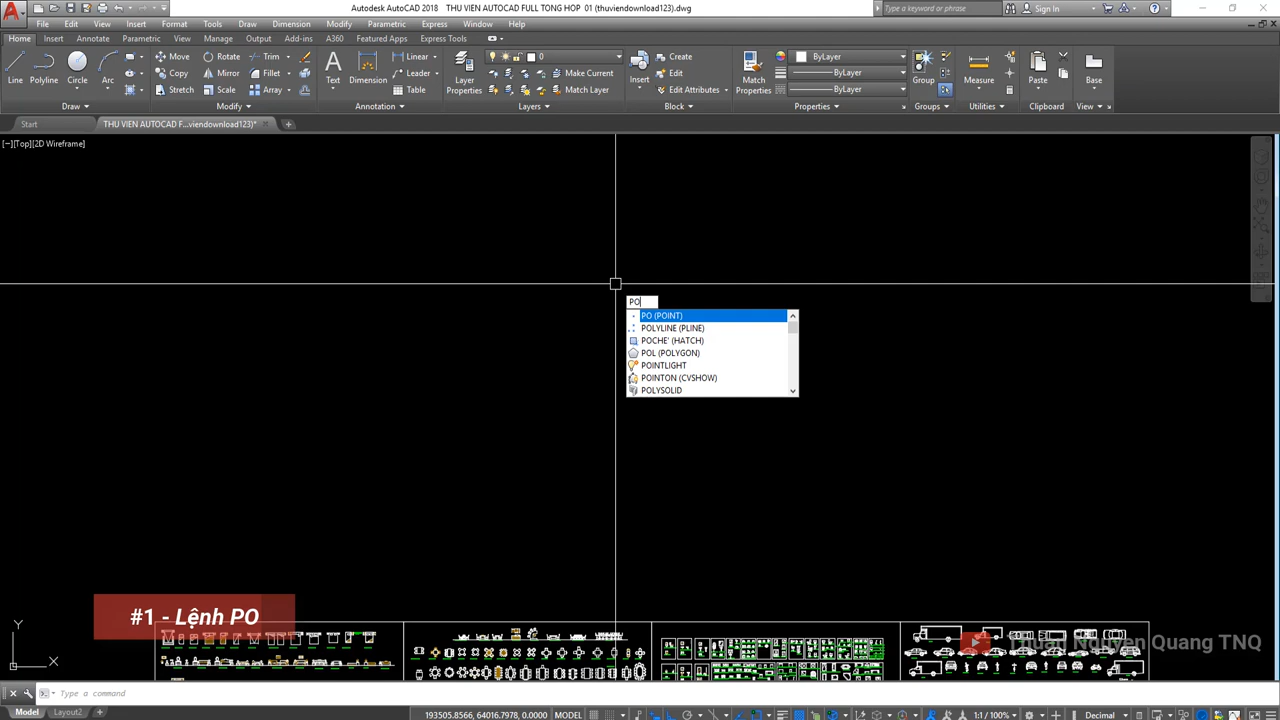 Autodesk AutoCAD 2018 THU VIEN AUTOCAD FULL TONG HOP 01 (thuviendownload123).dwg
Type a keyword or phrase
Sign In
File Edit View Insert Format Tools Draw Dimension Modify Parametric Express Window Help
Home Insert Annotate Parametric View Manage Output Add-ins A360 Featured Apps Express Tools
Line Polyline Circle Arc
Move Rotate Trim
Copy Mirror Fillet
Stretch Scale Array
Text Dimension
Linear
Leader
Table
Layer Properties
0
Make Current
Match Layer
Insert
Create
Edit
Edit Attributes
Match Properties
ByLayer
ByLayer
ByLayer
Group
Measure
Paste
Base
Draw Modify Annotation Layers Block Properties Groups Utilities Clipboard View
Start THU VIEN AUTOCAD F...viendownload123)*
[−][Top][2D Wireframe]
PO
PO (POINT)
POLYLINE (PLINE)
POCHE' (HATCH)
POL (POLYGON)
POINTLIGHT
POINTON (CVSHOW)
POLYSOLID
#1 - Lệnh PO
Y
X
Nguyen Quang TNQ
Type a command
Model Layout2
193505.8566, 64016.7978, 0.0000 MODEL
1:1 / 100%
Decimal